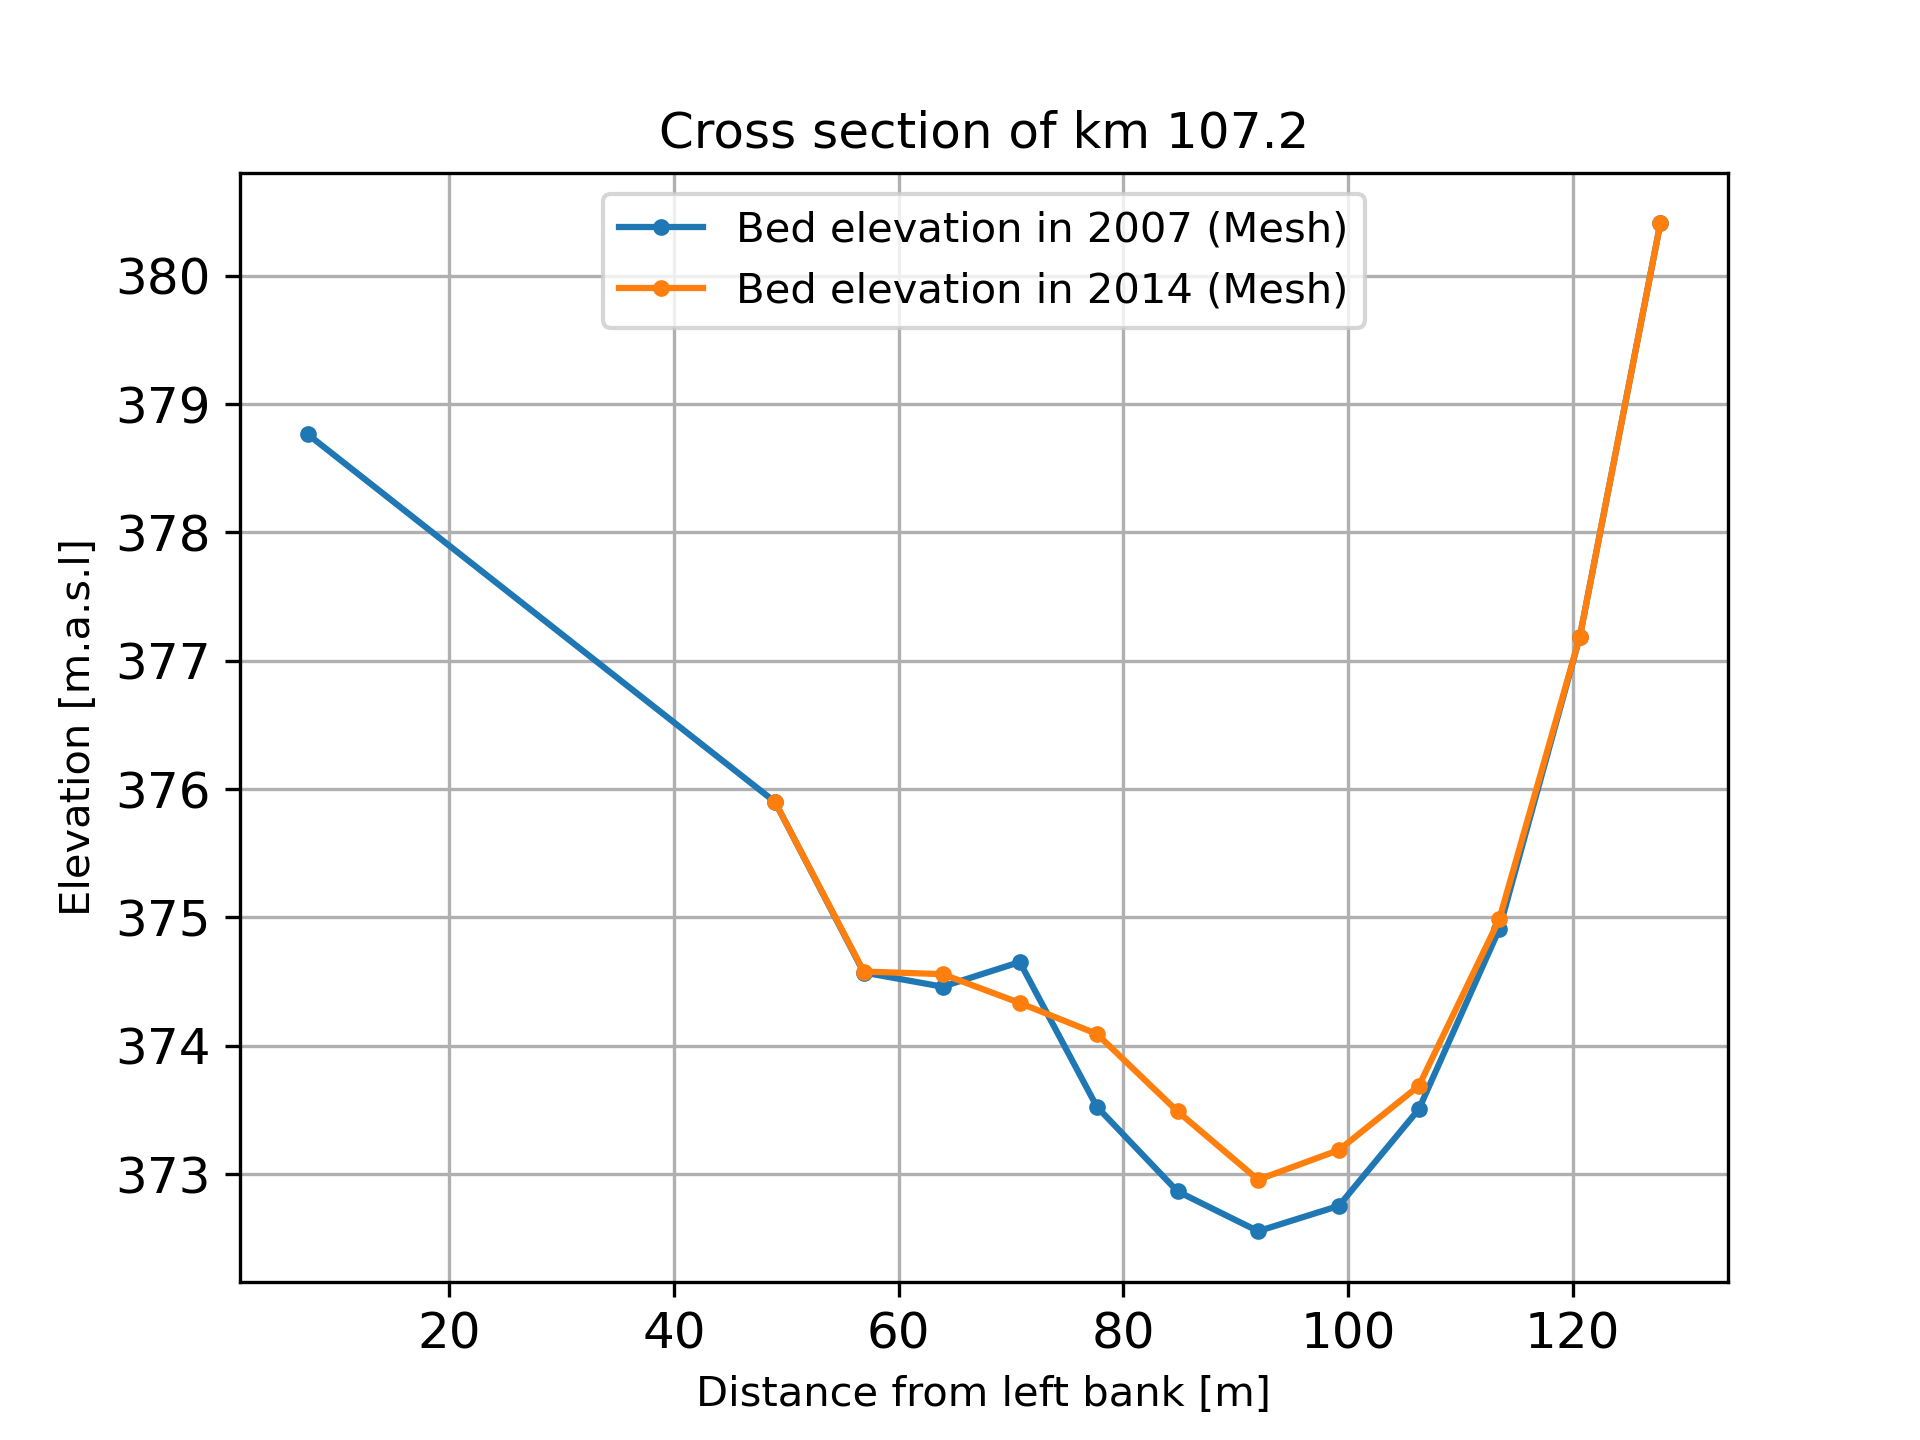 Cross section of km 107.2
Bed elevation in 2007 (Mesh)
Bed elevation in 2014 (Mesh)
Elevation [m.a.s.l]
380
379
378
377
376
375
374
373
20 40 60 80 100 120
Distance from left bank [m]